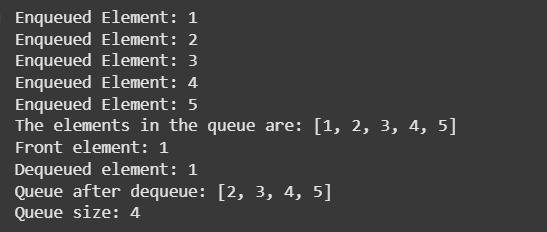 Enqueued Element: 1
Enqueued Element: 2
Enqueued Element: 3
Enqueued Element: 4
Enqueued Element: 5
The elements in the queue are: [1, 2, 3, 4, 5]
Front element: 1
Dequeued element: 1
Queue after dequeue: [2, 3, 4, 5]
Queue size: 4